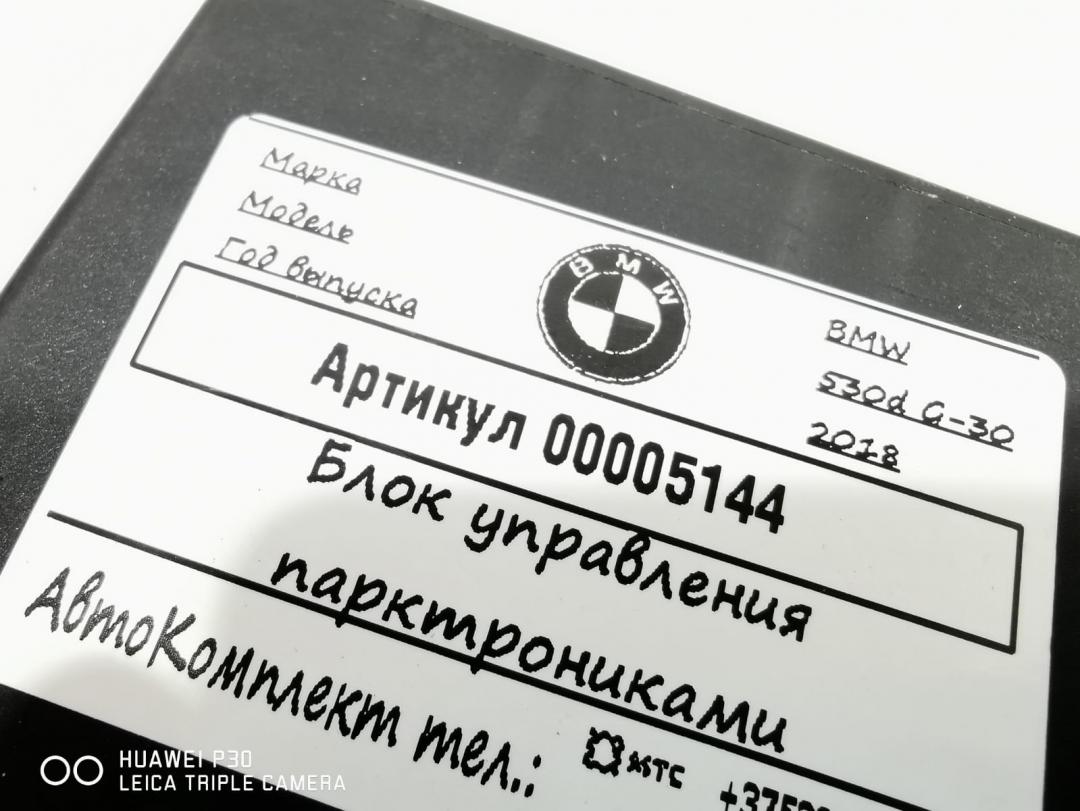 Марка
BMW
Модель
530d G-30
Год выпуска
2018
BMW
Артикул 00005144
Блок управления
парктрониками
АвтоКомплект тел.:
мтс
HUAWEI P30
LEICA TRIPLE CAMERA